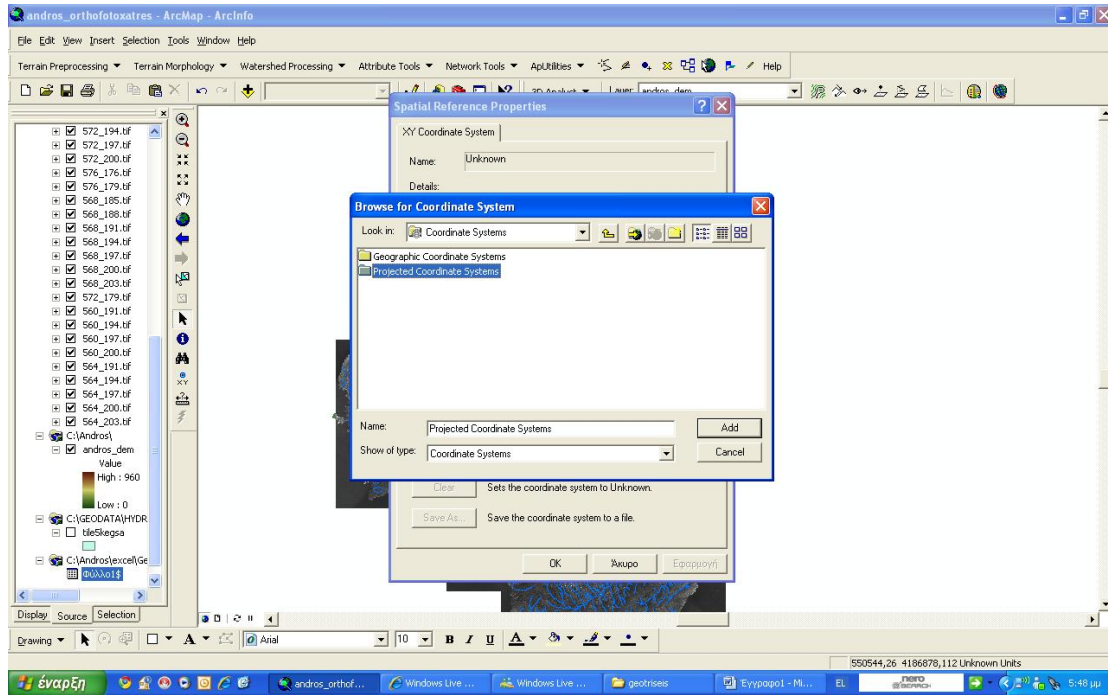 andros_orthofotoxatres - ArcMap - ArcInfo
File Edit View Insert Selection Tools Window Help
Terrain Preprocessing Terrain Morphology Watershed Processing Attribute Tools Network Tools ApUtilities Help
Spatial Reference Properties
XY Coordinate System
Name: Unknown
Details:
Browse for Coordinate System
Look in: Coordinate Systems
Geographic Coordinate Systems
Projected Coordinate Systems
Name: Projected Coordinate Systems
Add
Show of type: Coordinate Systems
Cancel
Clear Sets the coordinate system to Unknown.
Save As... Save the coordinate system to a file.
OK Άκυρο Εφαρμογή
572_194.tif
572_197.tif
572_200.tif
576_176.tif
576_179.tif
568_185.tif
568_188.tif
568_191.tif
568_194.tif
568_197.tif
568_200.tif
568_203.tif
572_179.tif
560_191.tif
560_194.tif
560_197.tif
560_200.tif
564_191.tif
564_194.tif
564_197.tif
564_200.tif
564_203.tif
C:\Andros\
andros_dem
Value
High : 960
Low : 0
C:\GEODATA\HYDR
tile5kegsa
C:\Andros\excel\Ge
Φύλλο1$
Display Source Selection
Drawing A Arial 10 B I U A
550544,26 4186878,112 Unknown Units
έναρξη andros_orthof... Windows Live ... Windows Live ... geotriseis Έγγραφο1 - Mi... EL nero SEARCH 5:48 μμ